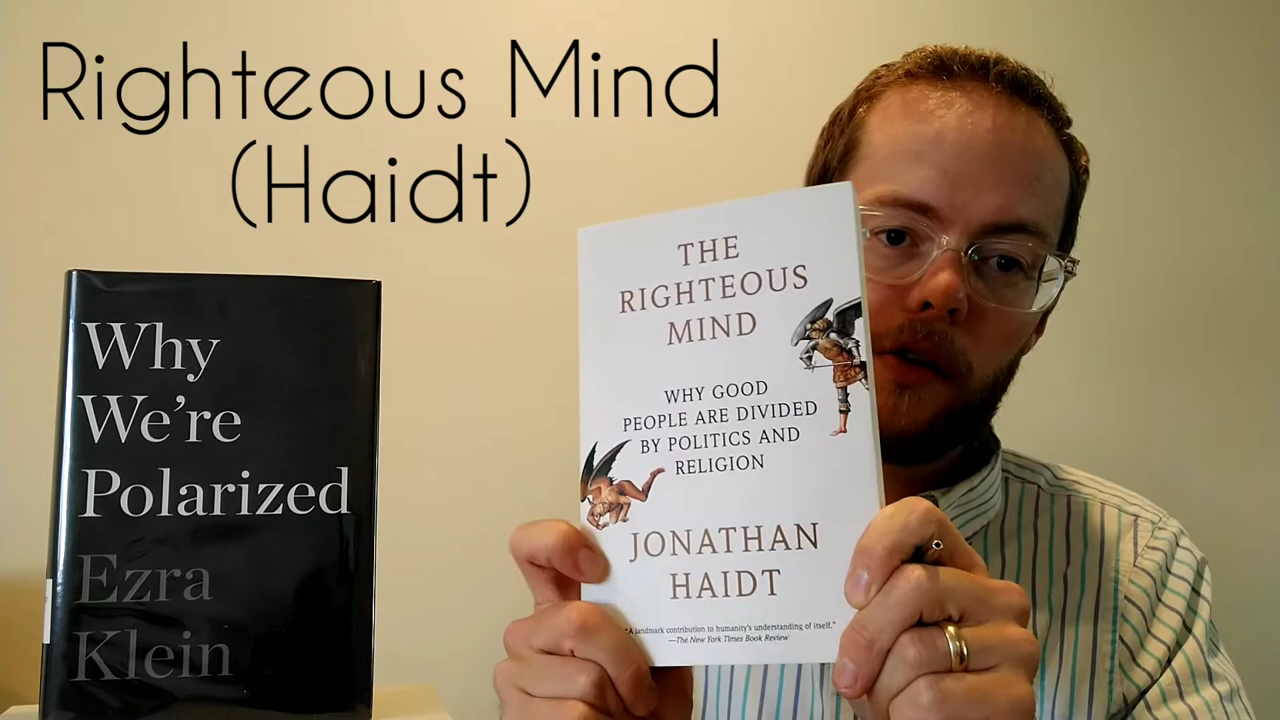 Righteous Mind
(Haidt)
Why
We're
Polarized
Ezra
Klein
THE
RIGHTEOUS
MIND
WHY GOOD
PEOPLE ARE DIVIDED
BY POLITICS AND
RELIGION
JONATHAN
HAIDT
"A landmark contribution to humanity's understanding of itself."
—The New York Times Book Review